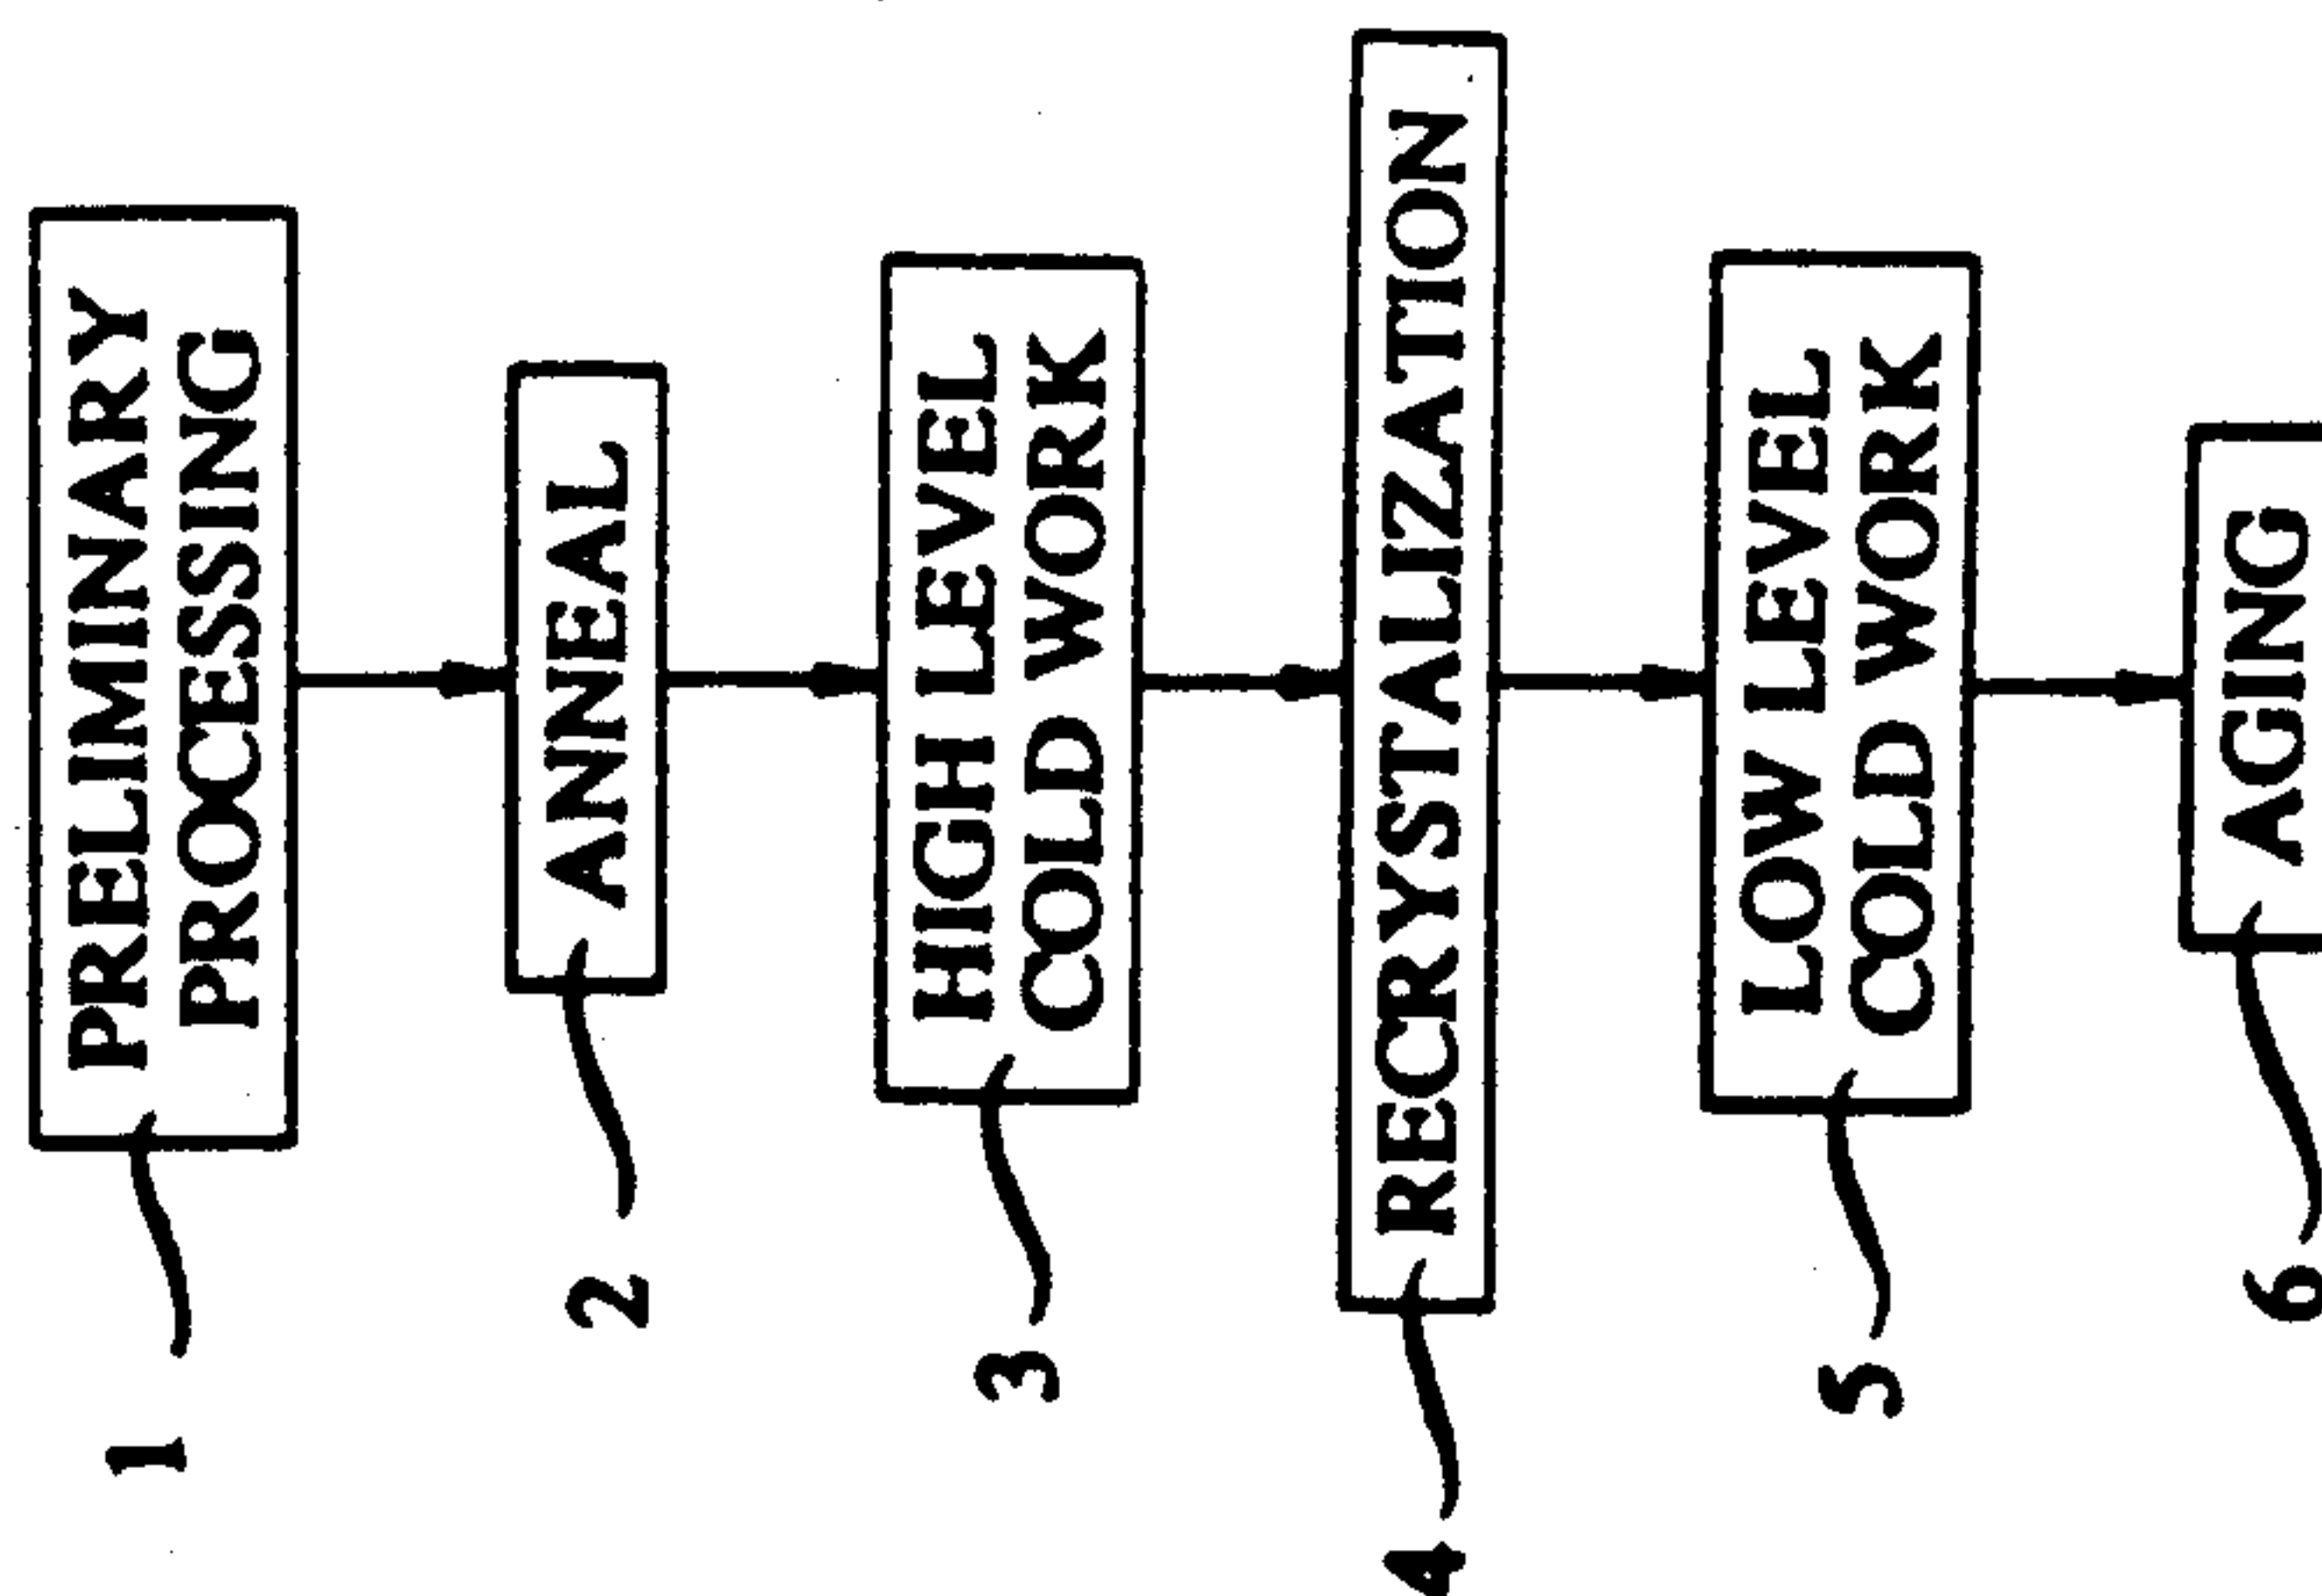 PRELIMINARY
PROCESSING
1
ANNEAL
2
HIGH LEVEL
COLD WORK
3
RECRYSTALIZATION
4
LOW LEVEL
COLD WORK
5
AGING
6